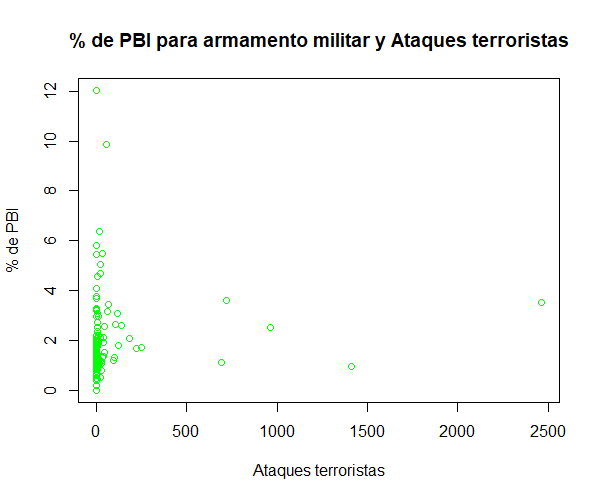 % de PBI para armamento militar y Ataques terroristas
12
10
8
6
4
2
0
% de PBI
0 500 1000 1500 2000 2500
Ataques terroristas